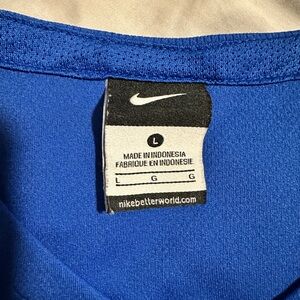 L
MADE IN INDONESIA
FABRIQUE EN INDONESIE
L G G
nikebetterworld.com